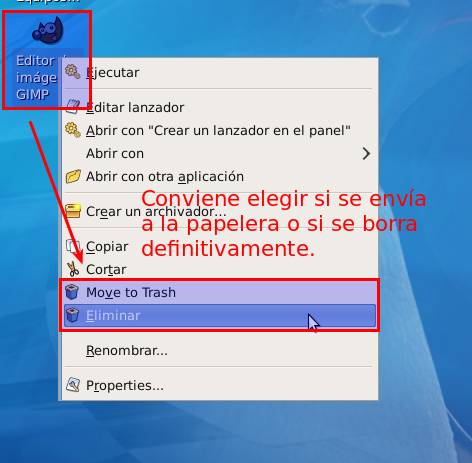 Editor
imáge
GIMP
Ejecutar
Editar lanzador
Abrir con "Crear un lanzador en el panel"
Abrir con
Abrir con otra aplicación
Crear un archivador...
Conviene elegir si se envía
a la papelera o si se borra
definitivamente.
Copiar
Cortar
Move to Trash
Eliminar
Renombrar...
Properties...